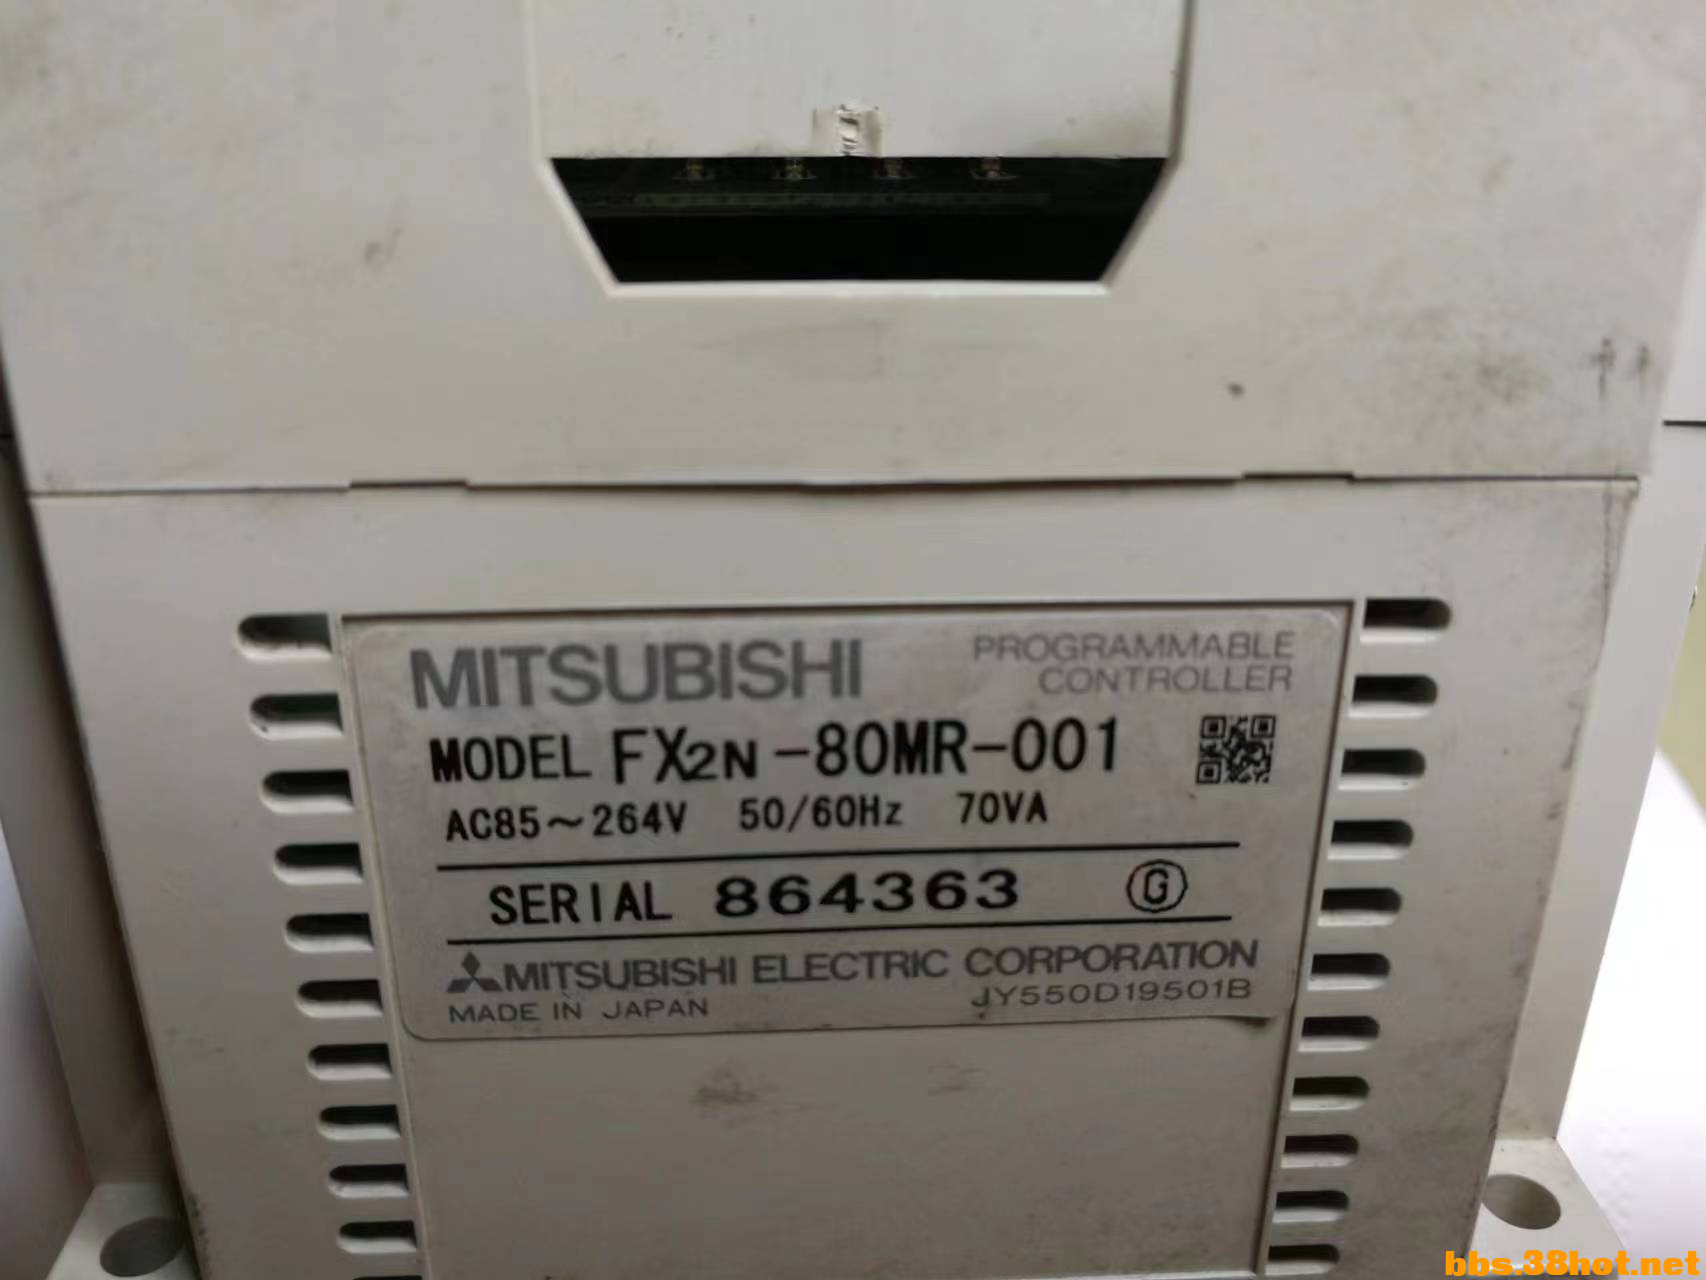 MITSUBISHI
PROGRAMMABLE
CONTROLLER
MODEL FX2N-80MR-001
AC85～264V 50/60Hz 70VA
SERIAL 864363 G
MITSUBISHI ELECTRIC CORPORATION
MADE IN JAPAN JY550D19501B
bbs.38hot.net